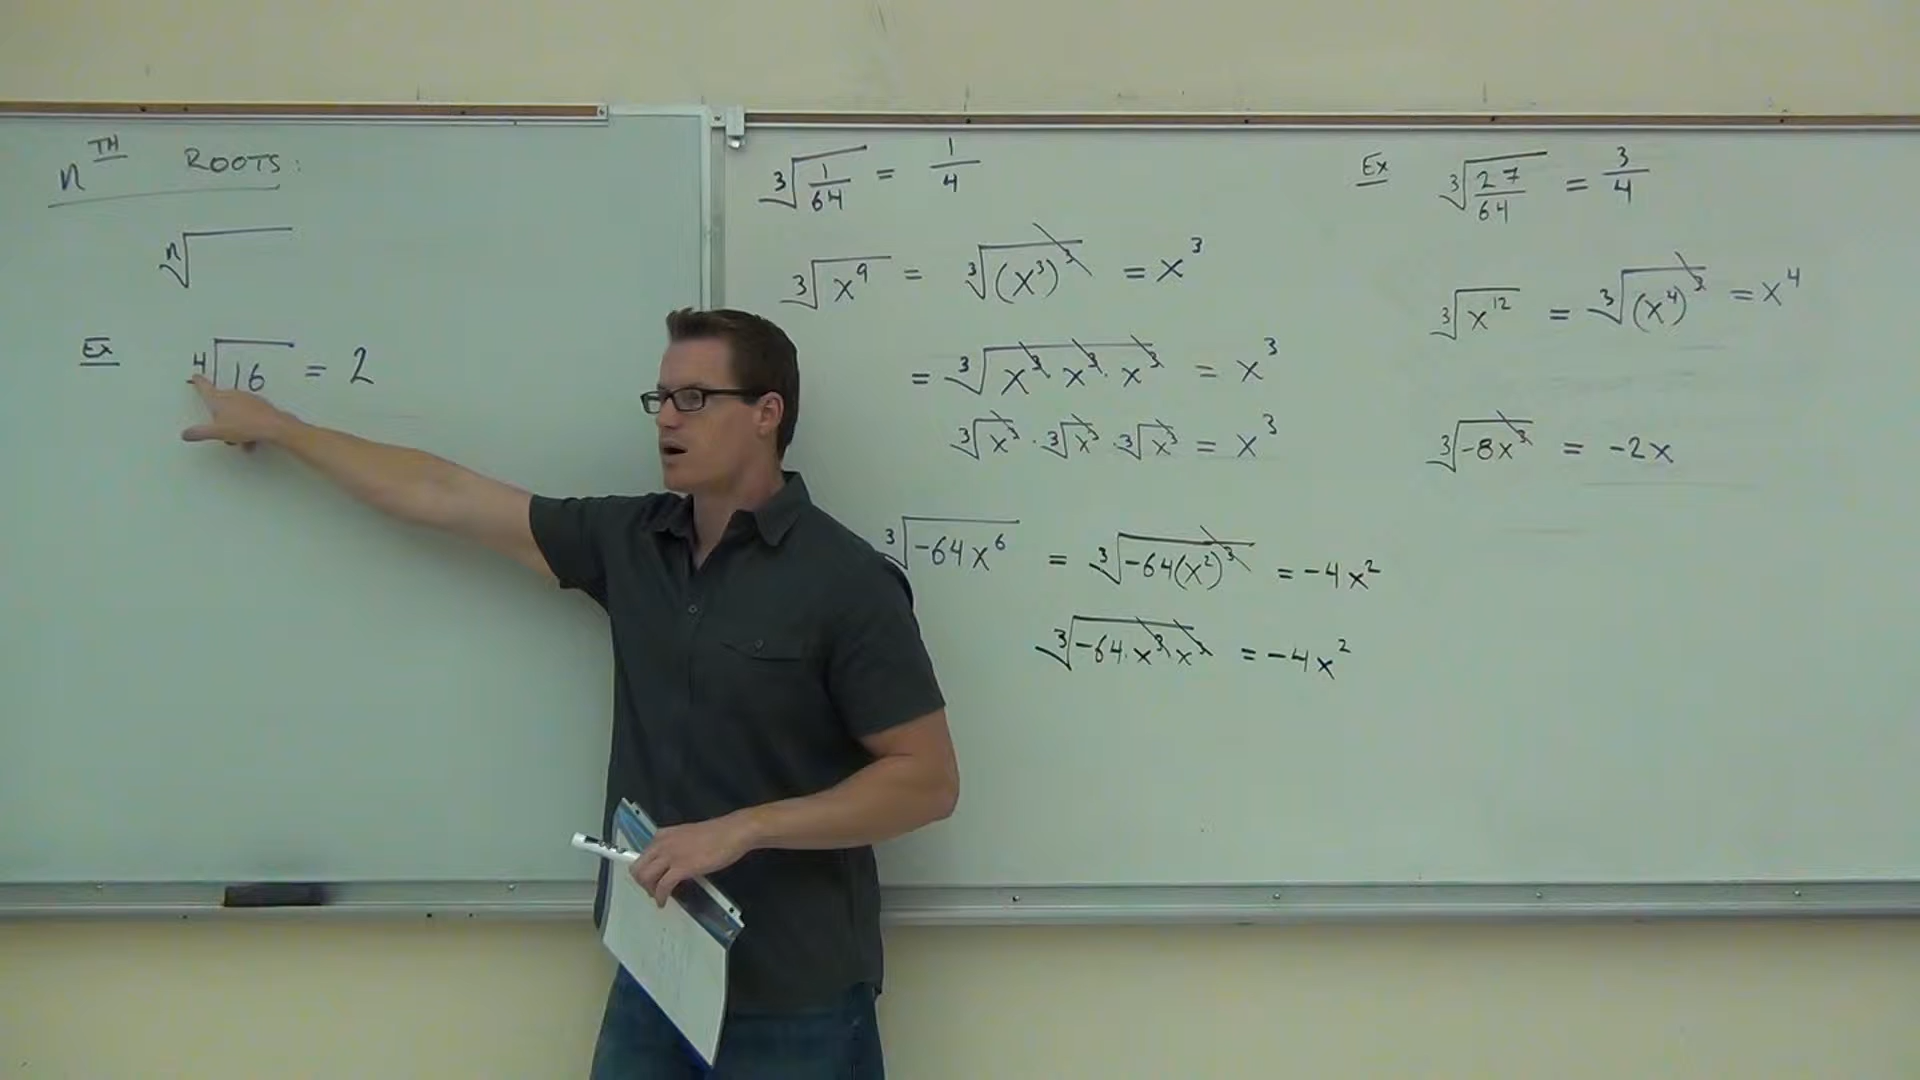 nᵀᴴ ROOTS:
ⁿ√
Ex ⁴√16 = 2
³√(1/64) = 1/4
³√(x⁹) = ³√((x³)³) = x³
= ³√(x³ · x³ · x³) = x³
³√(x³) · ³√(x³) · ³√(x³) = x³
³√(-64x⁶) = ³√(-64(x²)³) = -4x²
³√(-64 · x³ · x³) = -4x²
Ex ³√(27/64) = 3/4
³√(x¹²) = ³√((x⁴)³) = x⁴
³√(-8x³) = -2x